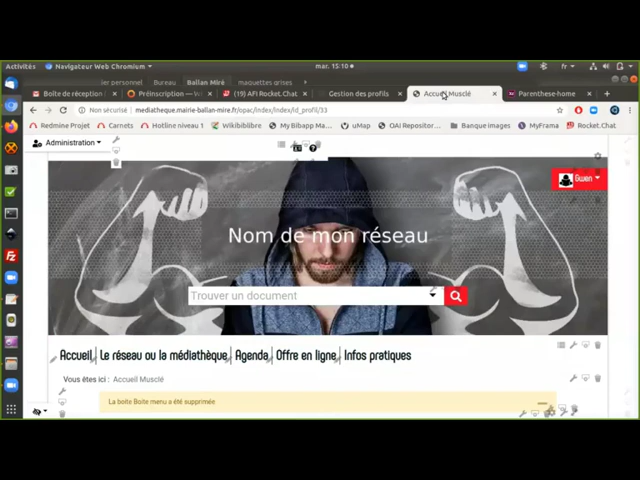 Activités Navigateur Web Chromium mar. 15:10 fr
ier personnel Bureau Ballan Miré maquettes grises
Boîte de réception Préinscription — W (19) AFI Rocket.Chat Gestion des profils Accueil Musclé Parenthese-home
Non sécurisé | mediatheque.mairie-ballan-mire.fr/opac/index/index/id_profil/33
Redmine Projet Carnets Hotline niveau 1 Wikibiblibre My Bibapp Ma... uMap OAI Repositor... Banque images MyFrama Rocket.Chat
Administration
Gwen
Nom de mon réseau
Trouver un document
Accueil Le réseau ou la médiathèque Agenda Offre en ligne Infos pratiques
Vous êtes ici : Accueil Musclé
La boite Boite menu a été supprimée